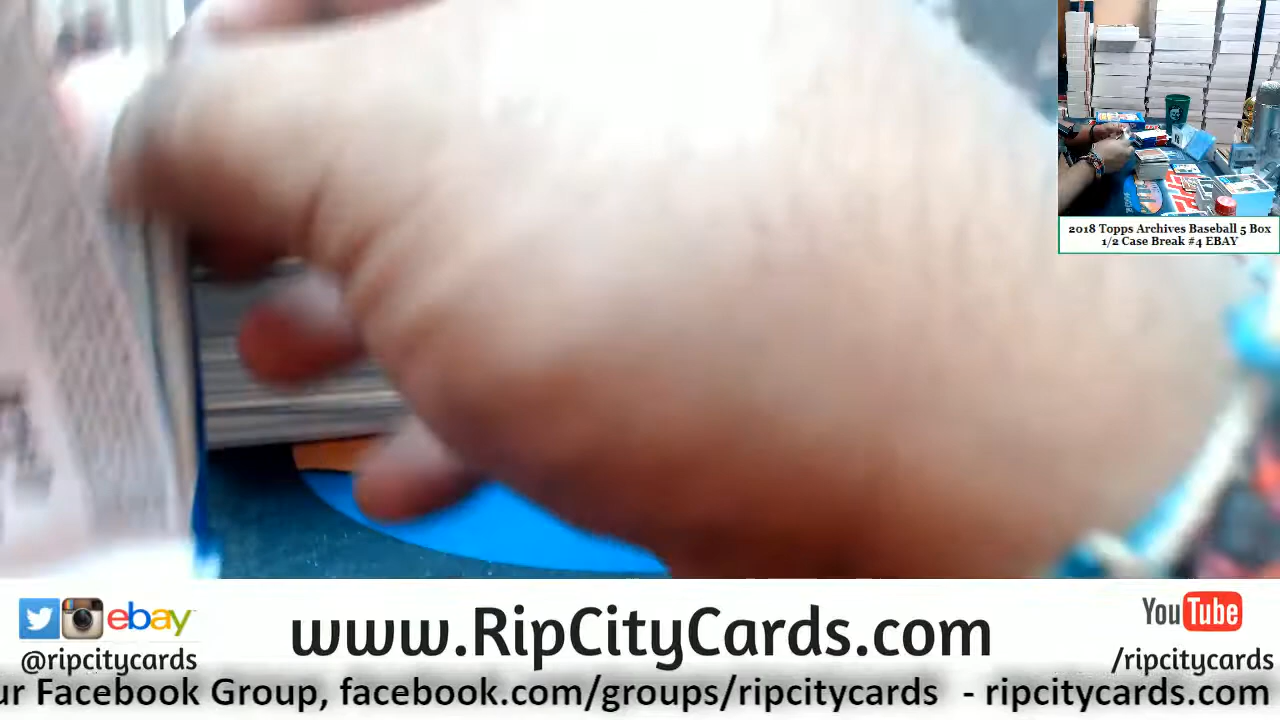 2018 Topps Archives Baseball 5 Box
1/2 Case Break #4 EBAY
ebay
www.RipCityCards.com
YouTube
@ripcitycards
/ripcitycards
ur Facebook Group, facebook.com/groups/ripcitycards - ripcitycards.com